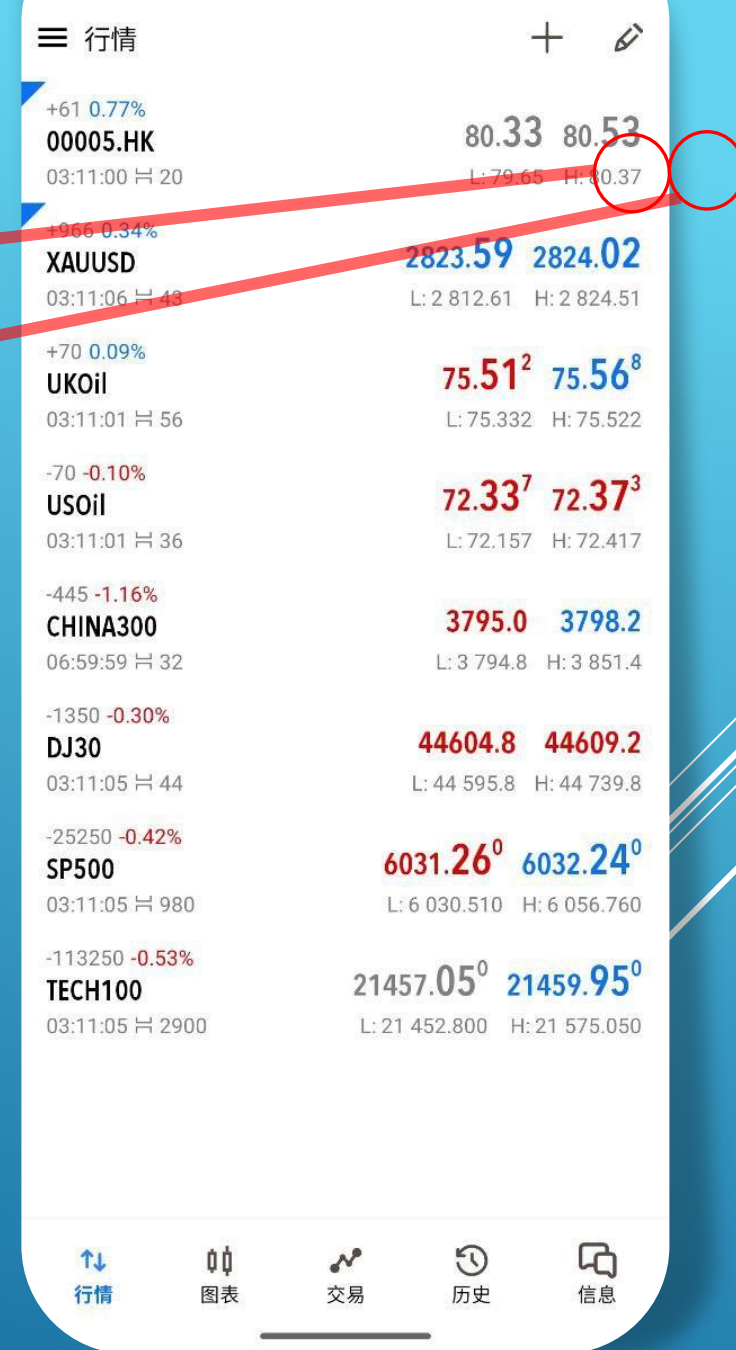 行情
+61 0.77%
00005.HK 80.33 80.53
03:11:00 20 L: 79.65 H: 80.37
+966 0.34%
XAUUSD 2823.59 2824.02
03:11:06 43 L: 2 812.61 H: 2 824.51
+70 0.09%
UKOil 75.51² 75.56⁸
03:11:01 56 L: 75.332 H: 75.522
-70 -0.10%
USOil 72.33⁷ 72.37³
03:11:01 36 L: 72.157 H: 72.417
-445 -1.16%
CHINA300 3795.0 3798.2
06:59:59 32 L: 3 794.8 H: 3 851.4
-1350 -0.30%
DJ30 44604.8 44609.2
03:11:05 44 L: 44 595.8 H: 44 739.8
-25250 -0.42%
SP500 6031.26⁰ 6032.24⁰
03:11:05 980 L: 6 030.510 H: 6 056.760
-113250 -0.53%
TECH100 21457.05⁰ 21459.95⁰
03:11:05 2900 L: 21 452.800 H: 21 575.050
行情 图表 交易 历史 信息